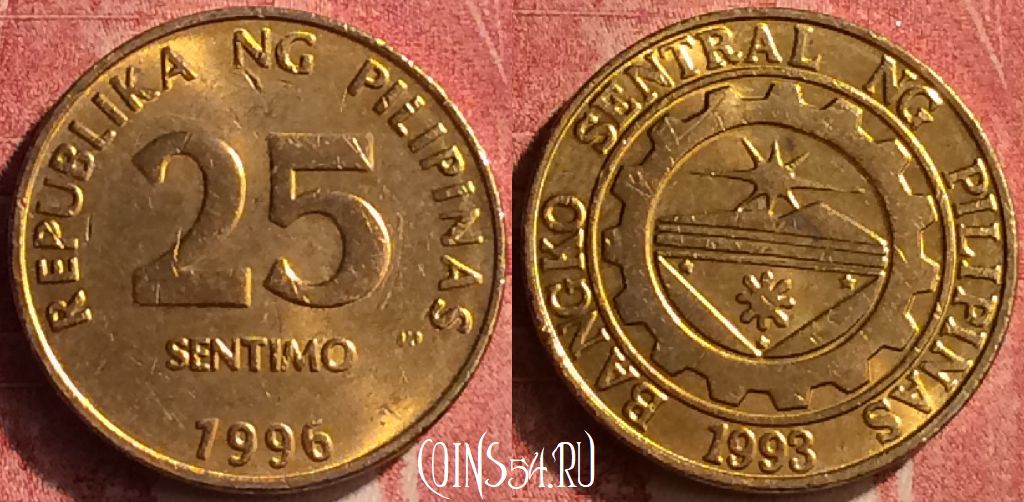 REPUBLIKA NG PILIPINAS
25
SENTIMO
1996
BANGKO SENTRAL NG PILIPINAS
1993
COINS54.RU